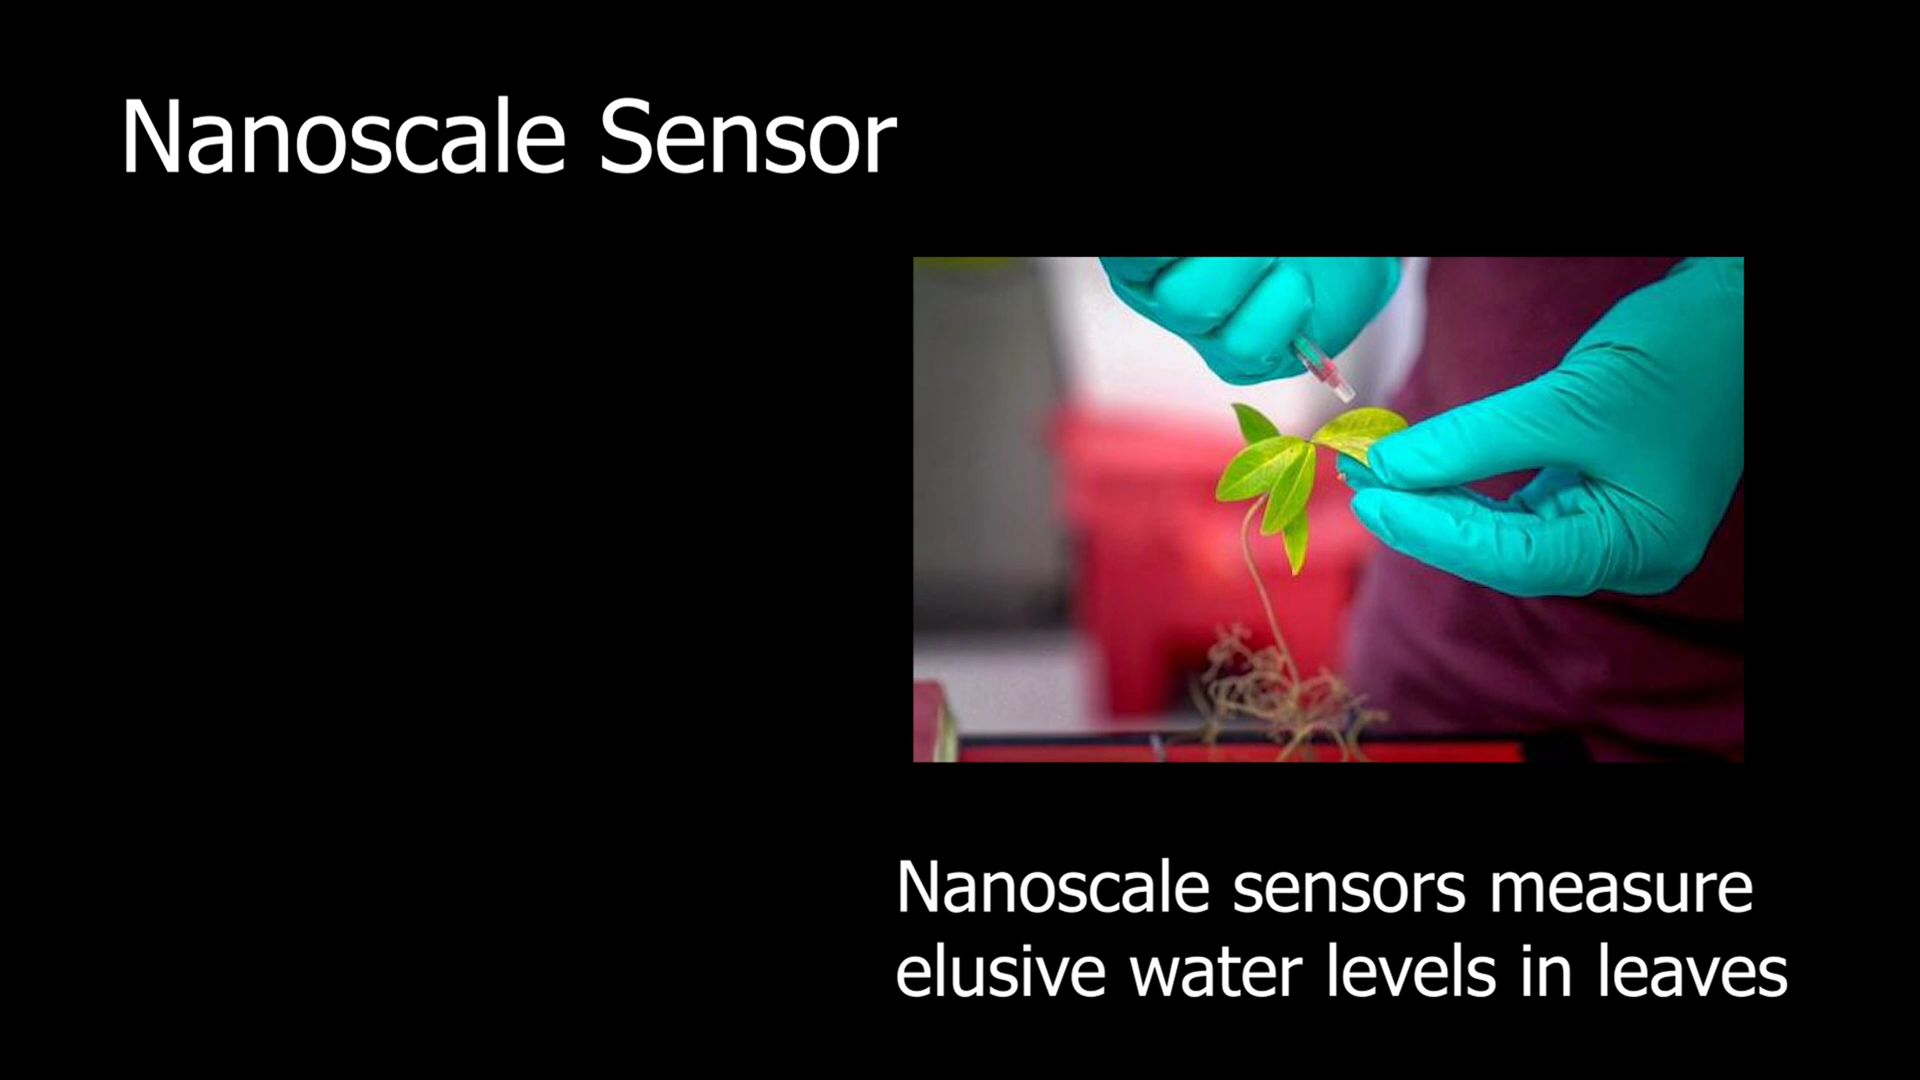 Nanoscale Sensor
Nanoscale sensors measure
elusive water levels in leaves